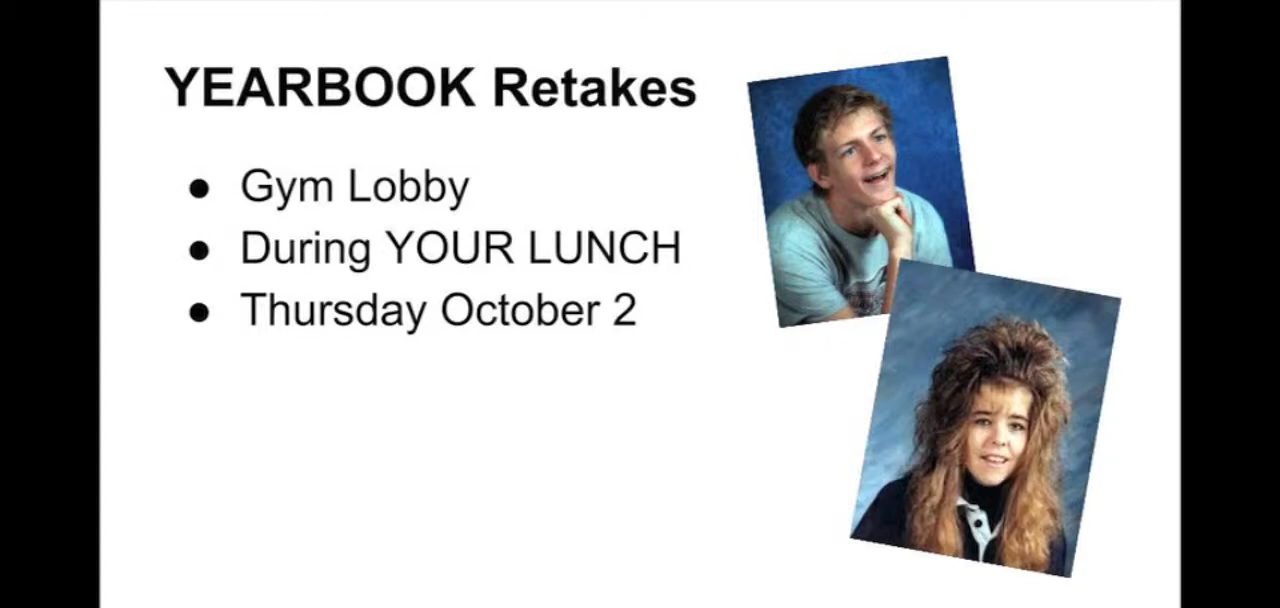 YEARBOOK Retakes
● Gym Lobby
● During YOUR LUNCH
● Thursday October 2